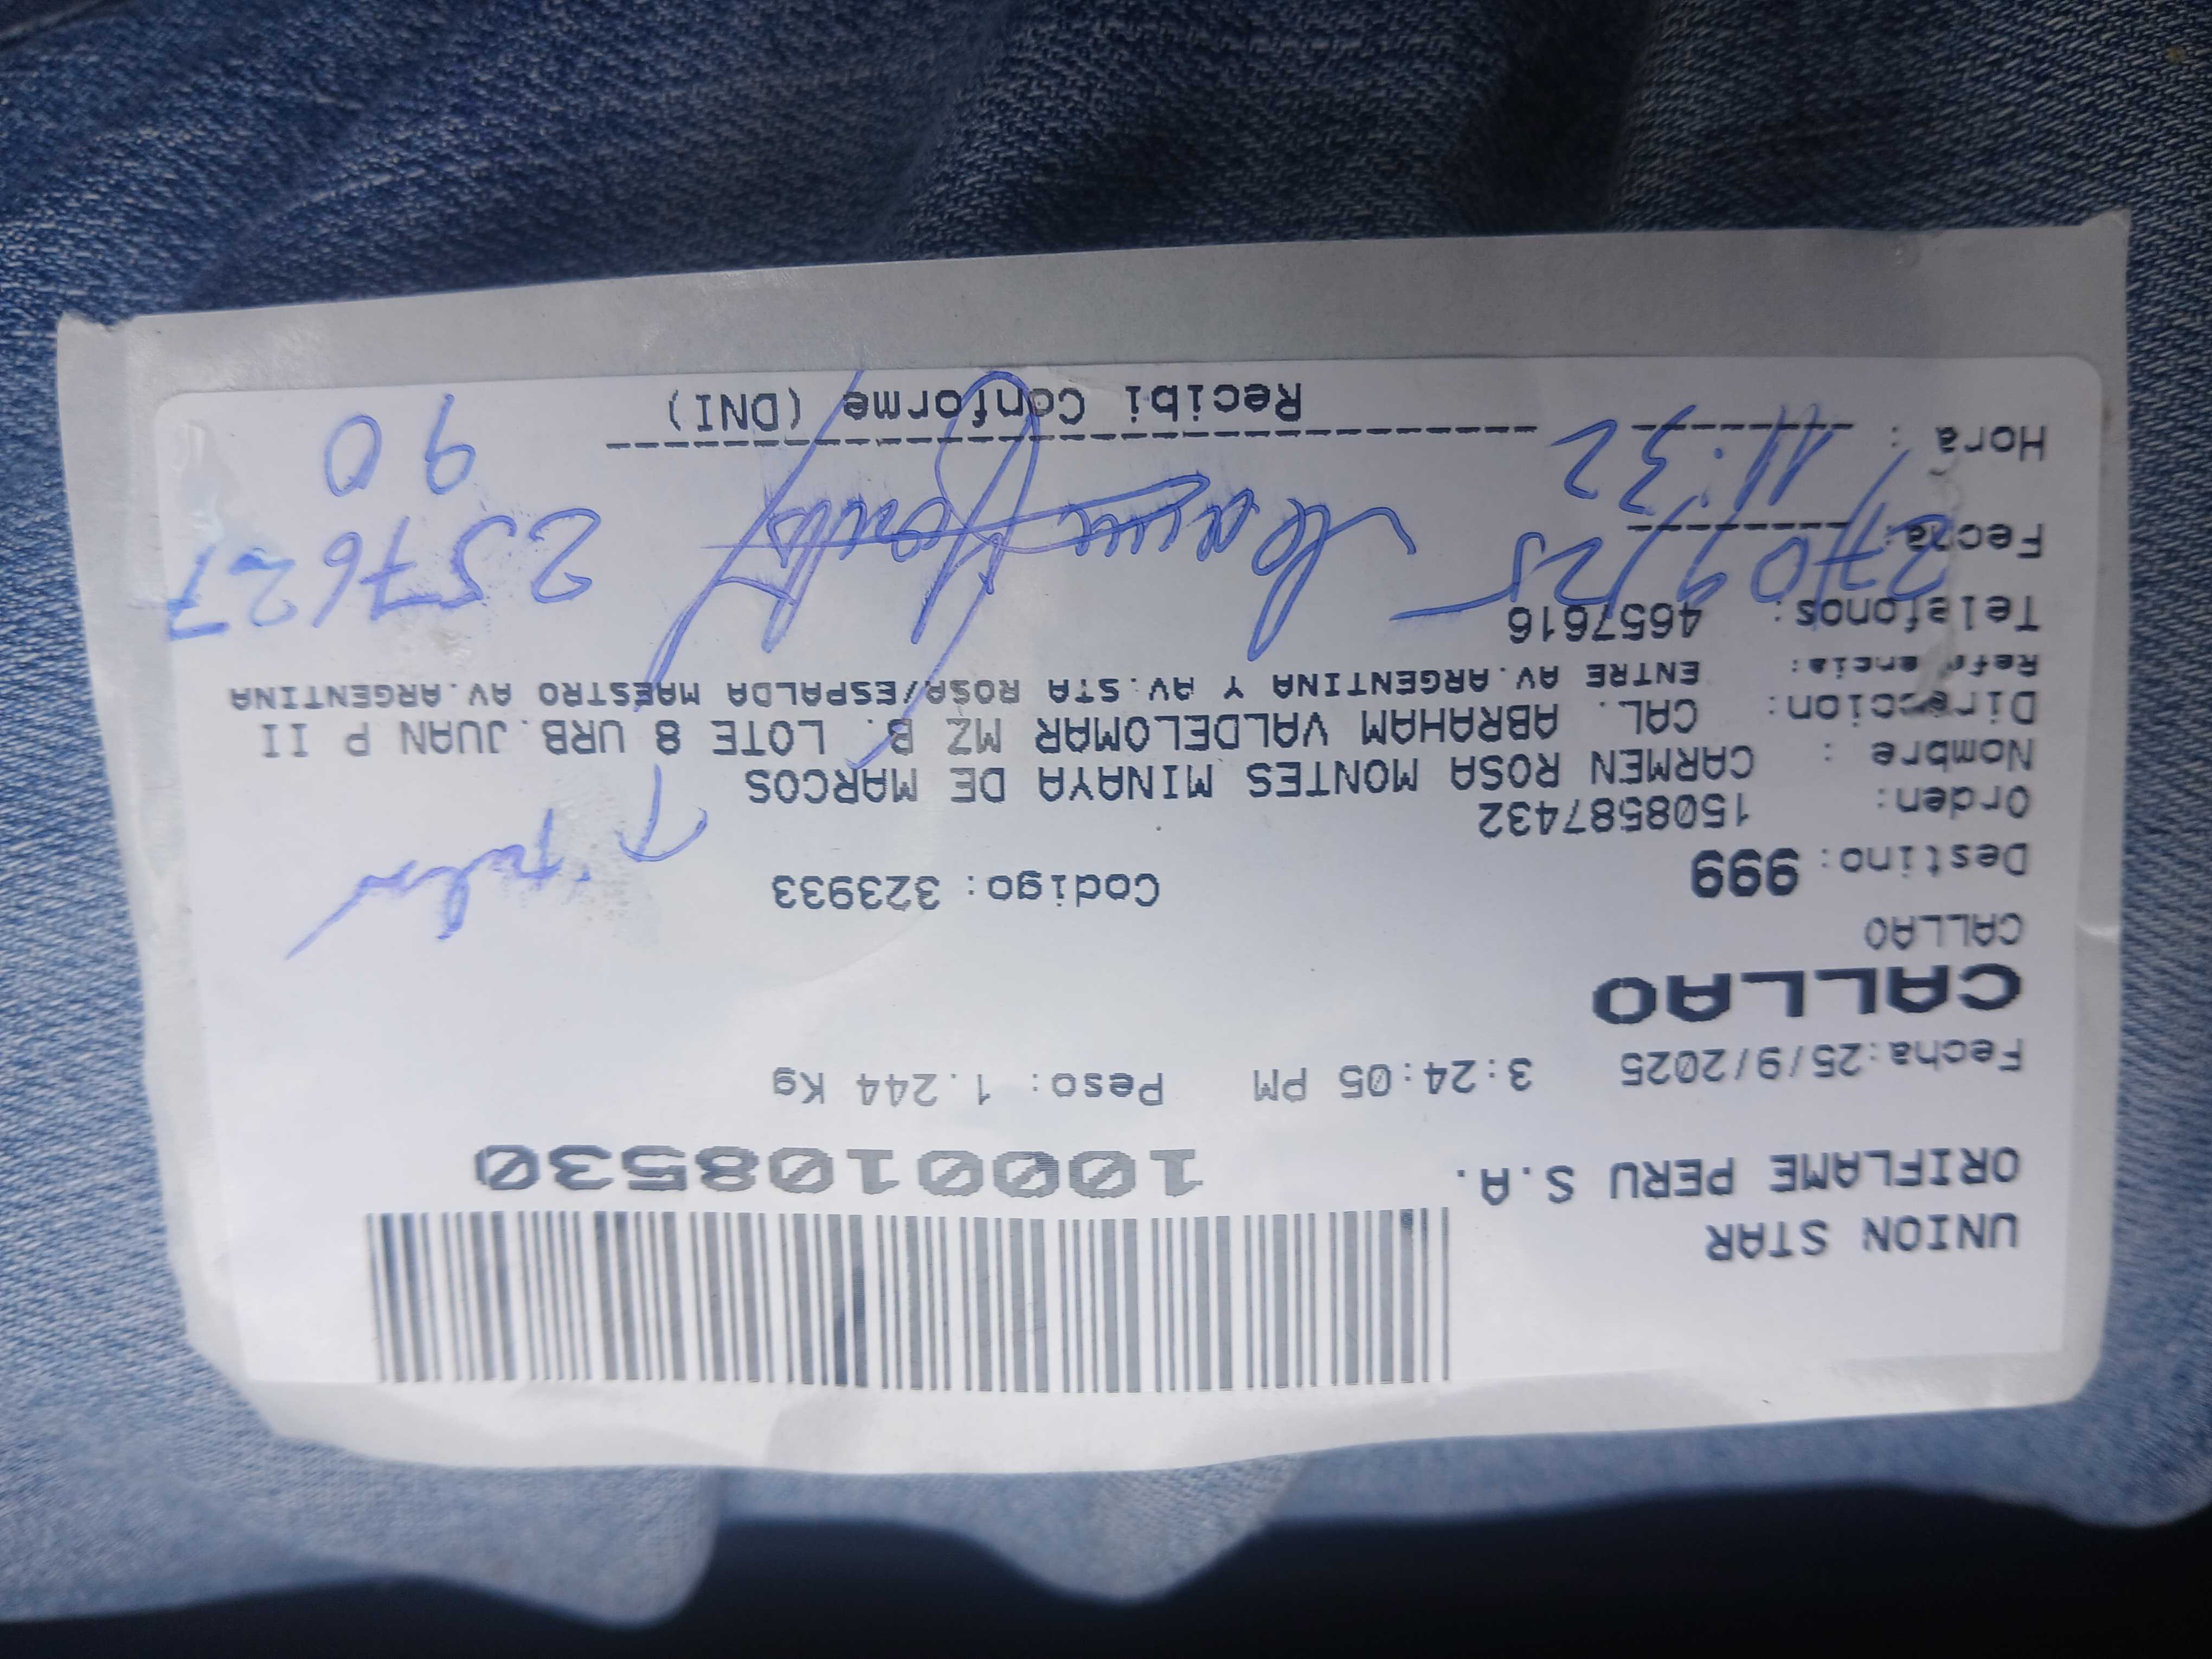 UNION STAR
ORIFLAME PERU S.A.
1000108530
Fecha:25/9/2025 3:24:05 PM Peso: 1.244 Kg
CALLAO
CALLAO
Destino: 999 Codigo: 323933
Orden: 1508587432
Nombre : CARMEN ROSA MONTES MINAYA DE MARCOS
Direccion: CAL. ABRAHAM VALDELOMAR MZ B. LOTE 8 URB.JUAN P II
Referencia: ENTRE AV.ARGENTINA Y AV.STA ROSA/ESPALDA MAESTRO AV.ARGENTINA
Telefonos: 4657616
Fecha: 27/09/25
257627
90
Hora : 11:32
Recibi Conforme (DNI)